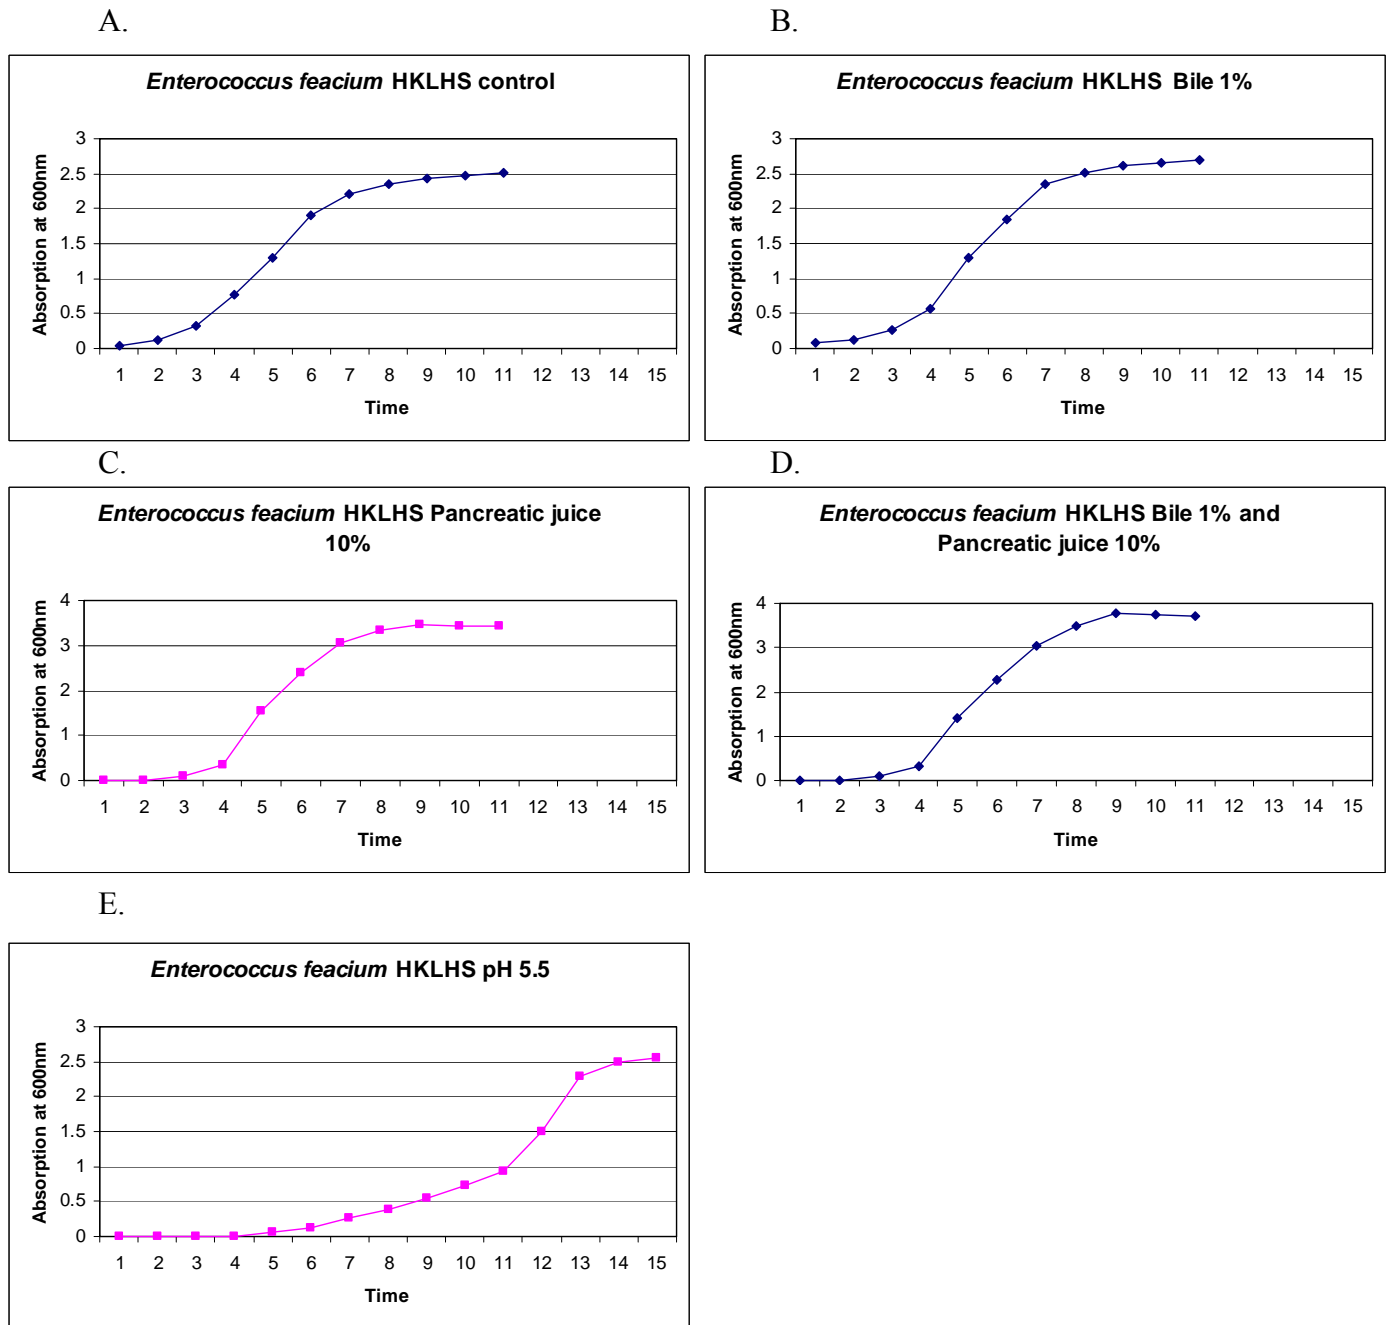 A.
Enterococcus feacium HKLHS control
3
2.5
2
1.5
1
0.5
0
Absorption at 600nm
1 2 3 4 5 6 7 8 9 10 11 12 13 14 15
Time
B.
Enterococcus feacium HKLHS Bile 1%
3
2.5
2
1.5
1
0.5
0
Absorption at 600nm
1 2 3 4 5 6 7 8 9 10 11 12 13 14 15
Time
C.
Enterococcus feacium HKLHS Pancreatic juice
10%
4
3
2
1
0
Absorption at 600nm
1 2 3 4 5 6 7 8 9 10 11 12 13 14 15
Time
D.
Enterococcus feacium HKLHS Bile 1% and
Pancreatic juice 10%
4
3
2
1
0
Absorption at 600nm
1 2 3 4 5 6 7 8 9 10 11 12 13 14 15
Time
E.
Enterococcus feacium HKLHS pH 5.5
3
2.5
2
1.5
1
0.5
0
Absorption at 600nm
1 2 3 4 5 6 7 8 9 10 11 12 13 14 15
Time